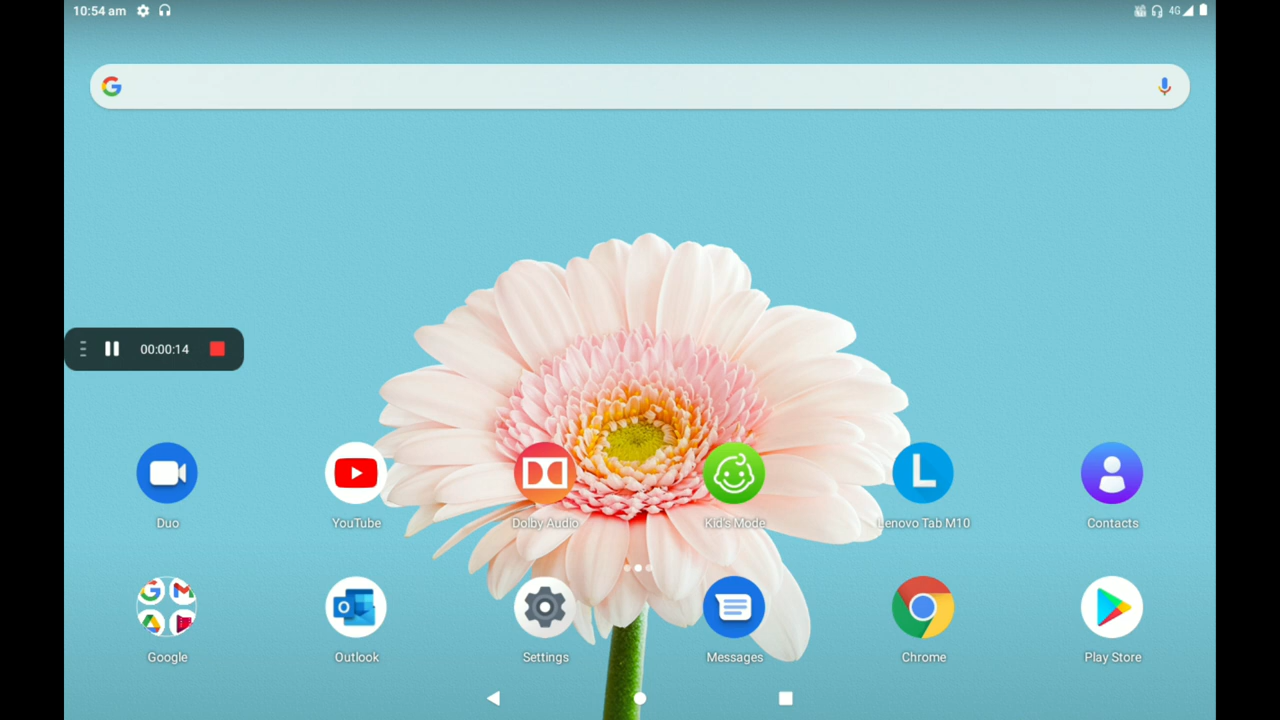 10:54 am
4G
00:00:14
Duo
YouTube
Dolby Audio
Kid's Mode
Lenovo Tab M10
Contacts
Google
Outlook
Settings
Messages
Chrome
Play Store